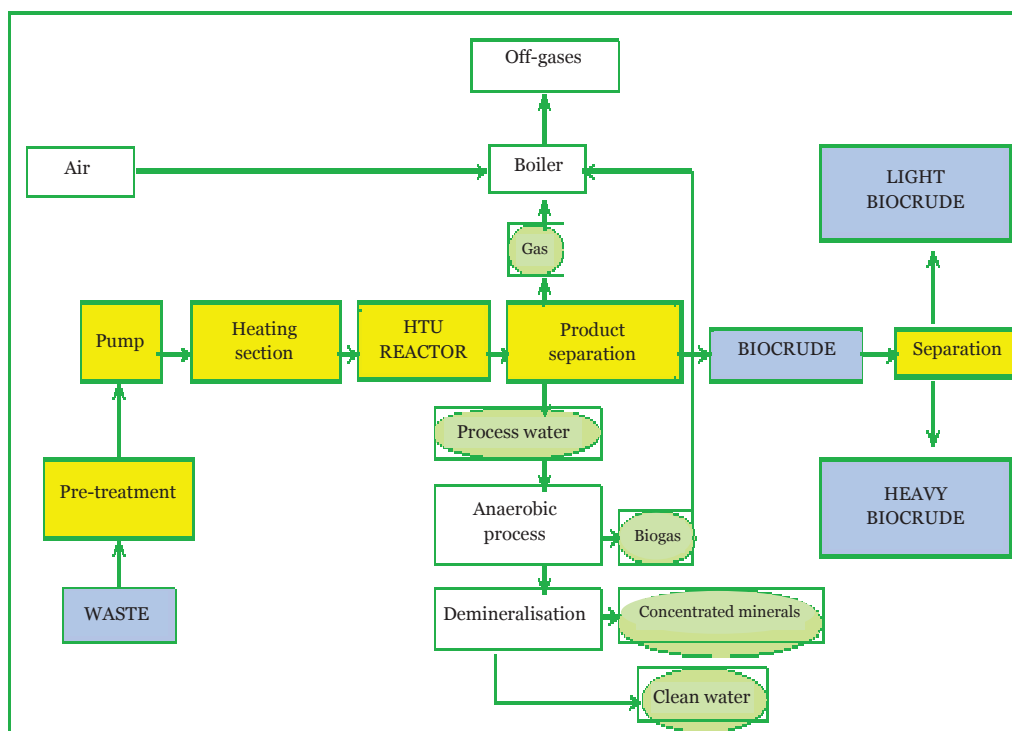 Off-gases
Air
Boiler
LIGHT
BIOCRUDE
Gas
Pump
Heating
section
HTU
REACTOR
Product
separation
BIOCRUDE
Separation
Process water
Pre-treatment
Anaerobic
process
Biogas
HEAVY
BIOCRUDE
WASTE
Demineralisation
Concentrated minerals
Clean water